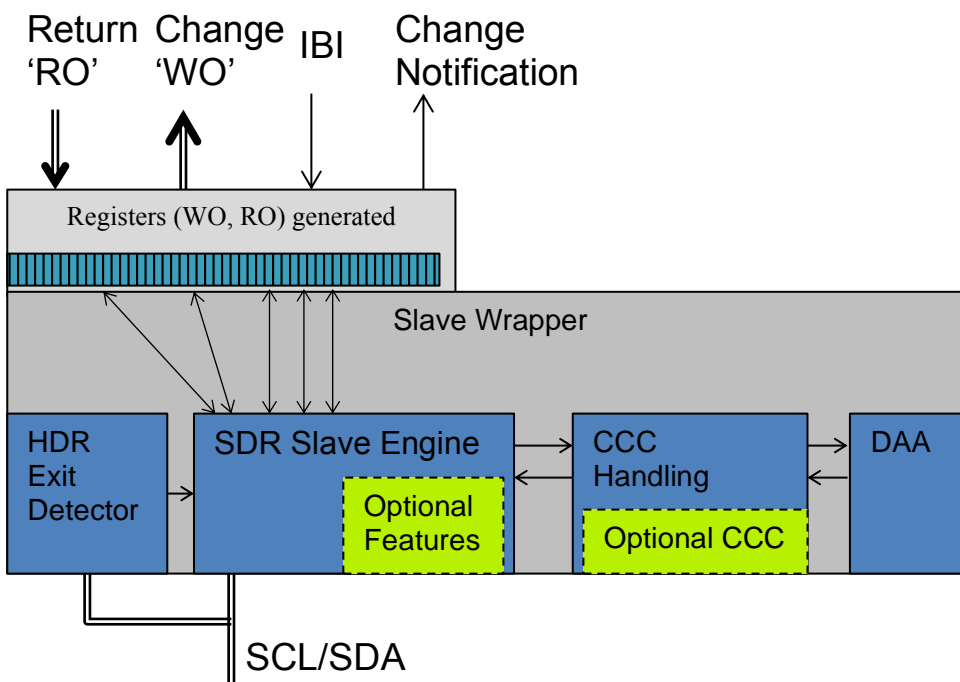 Return
‘RO’
Change
‘WO’
IBI
Change
Notification
Registers (WO, RO) generated
Slave Wrapper
HDR
Exit
Detector
SDR Slave Engine
Optional
Features
CCC
Handling
Optional CCC
DAA
SCL/SDA